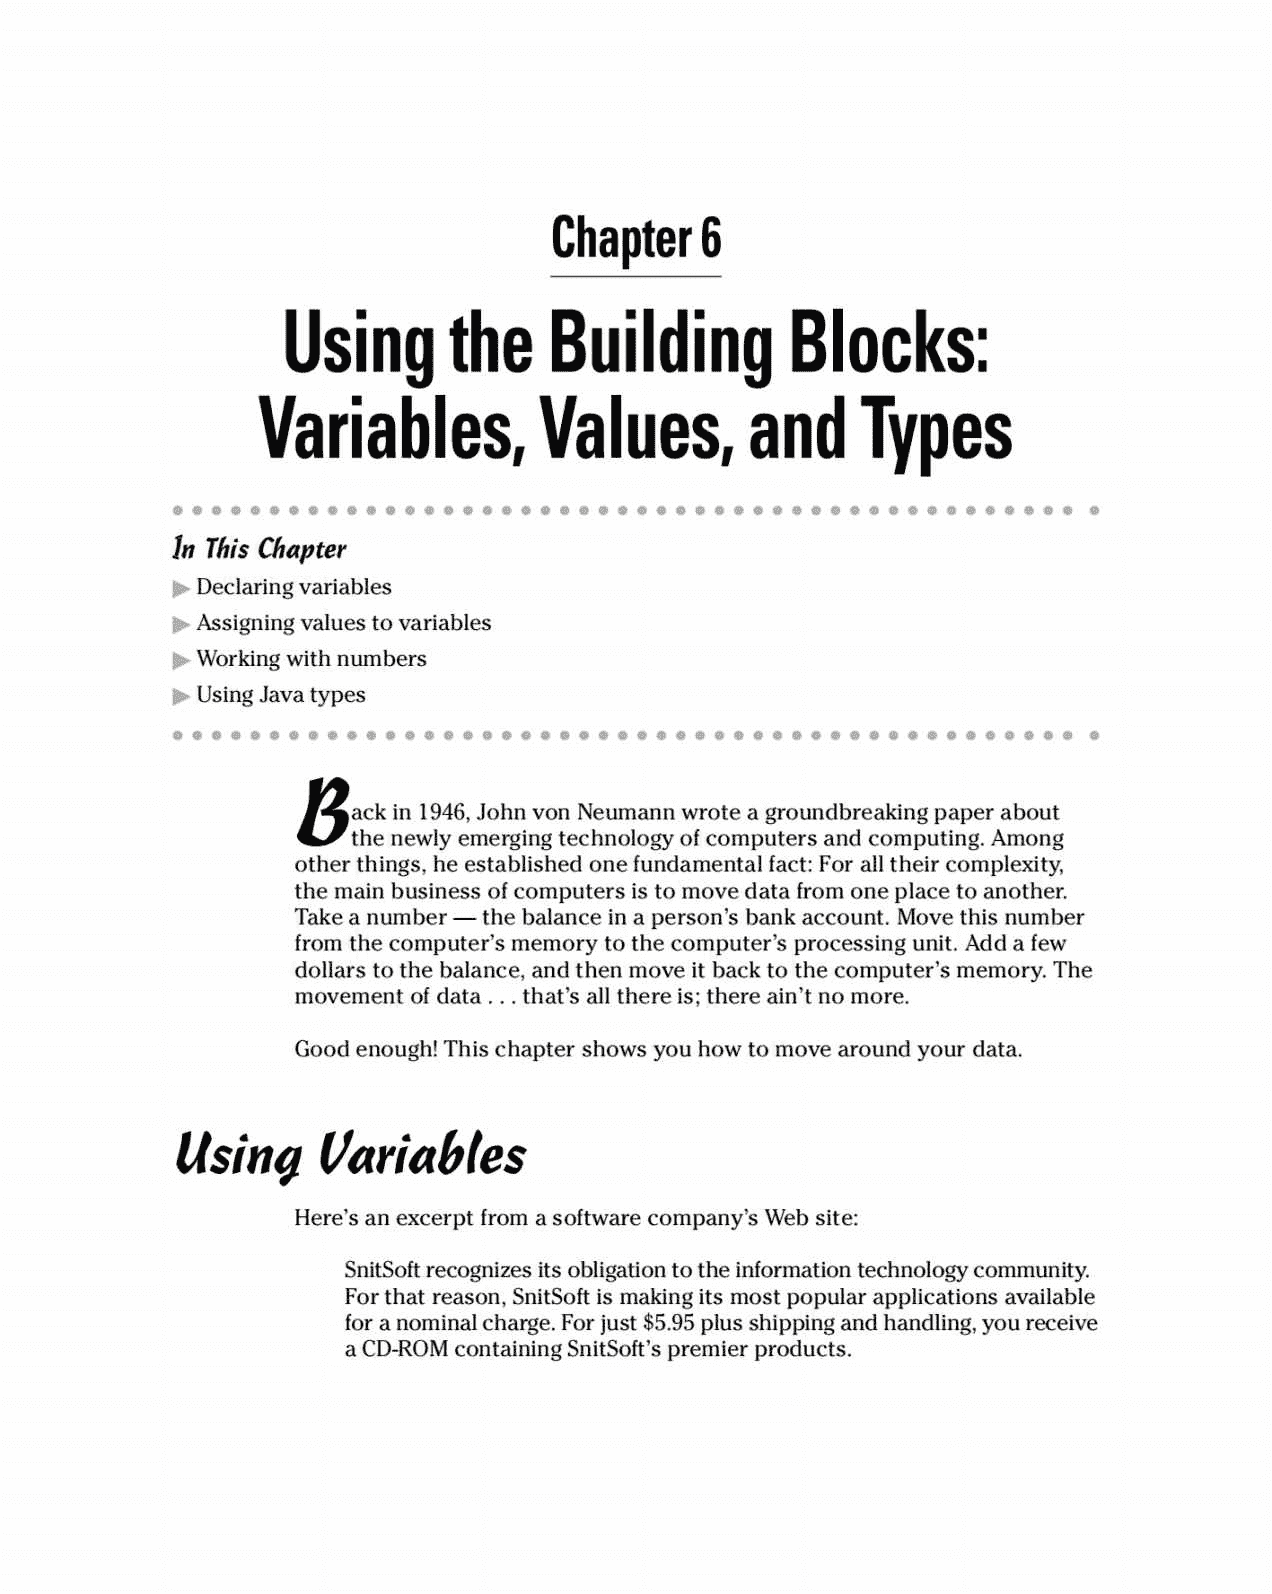 Chapter 6
Using the Building Blocks:
Variables, Values, and Types
In This Chapter
Declaring variables
Assigning values to variables
Working with numbers
Using Java types
Back in 1946, John von Neumann wrote a groundbreaking paper about
the newly emerging technology of computers and computing. Among
other things, he established one fundamental fact: For all their complexity,
the main business of computers is to move data from one place to another.
Take a number — the balance in a person's bank account. Move this number
from the computer's memory to the computer's processing unit. Add a few
dollars to the balance, and then move it back to the computer's memory. The
movement of data . . . that's all there is; there ain't no more.
Good enough! This chapter shows you how to move around your data.
Using Variables
Here's an excerpt from a software company's Web site:
SnitSoft recognizes its obligation to the information technology community.
For that reason, SnitSoft is making its most popular applications available
for a nominal charge. For just $5.95 plus shipping and handling, you receive
a CD-ROM containing SnitSoft's premier products.